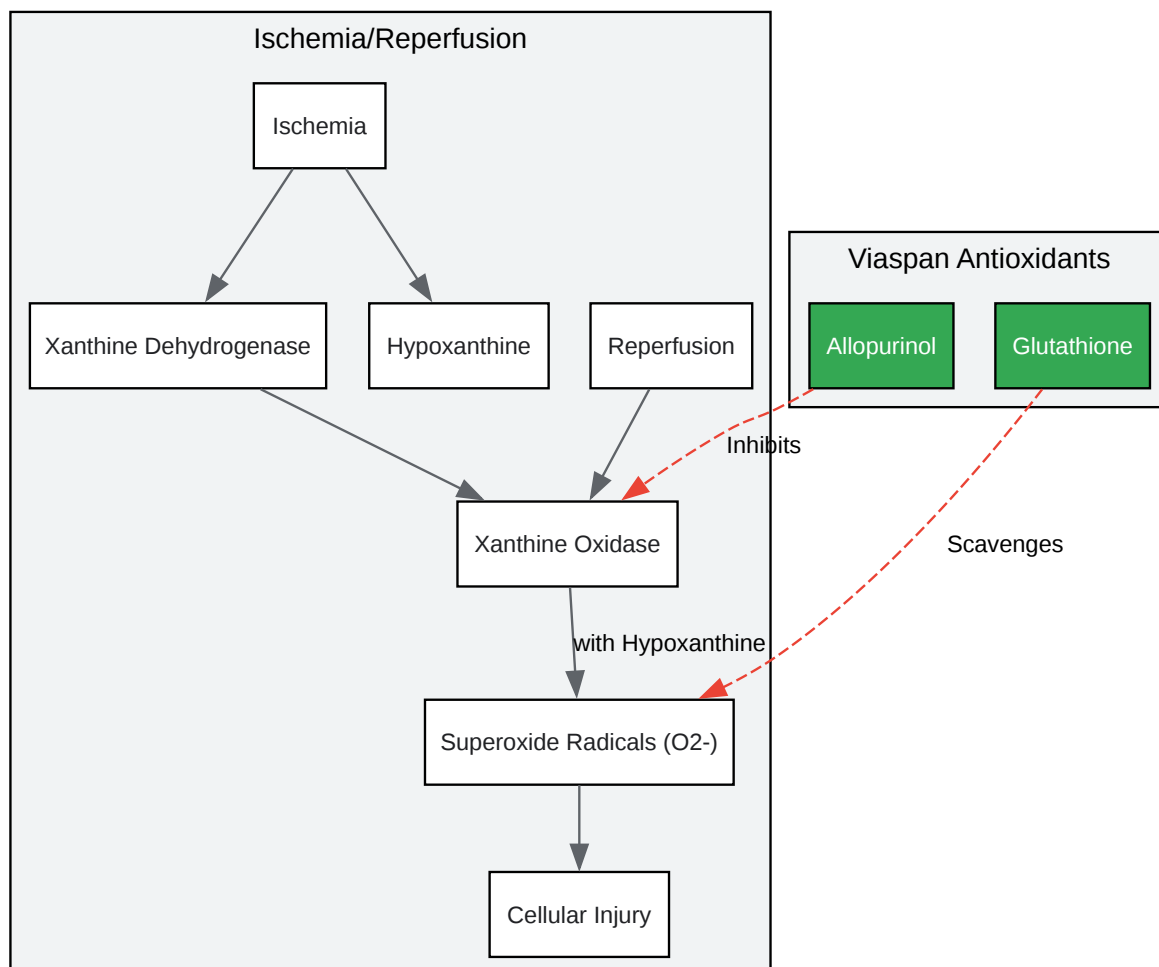 Ischemia/Reperfusion
Ischemia
Viaspan Antioxidants
Xanthine Dehydrogenase
Hypoxanthine
Reperfusion
Allopurinol
Glutathione
Inhibits
Xanthine Oxidase
Scavenges
with Hypoxanthine
Superoxide Radicals (O2-)
Cellular Injury